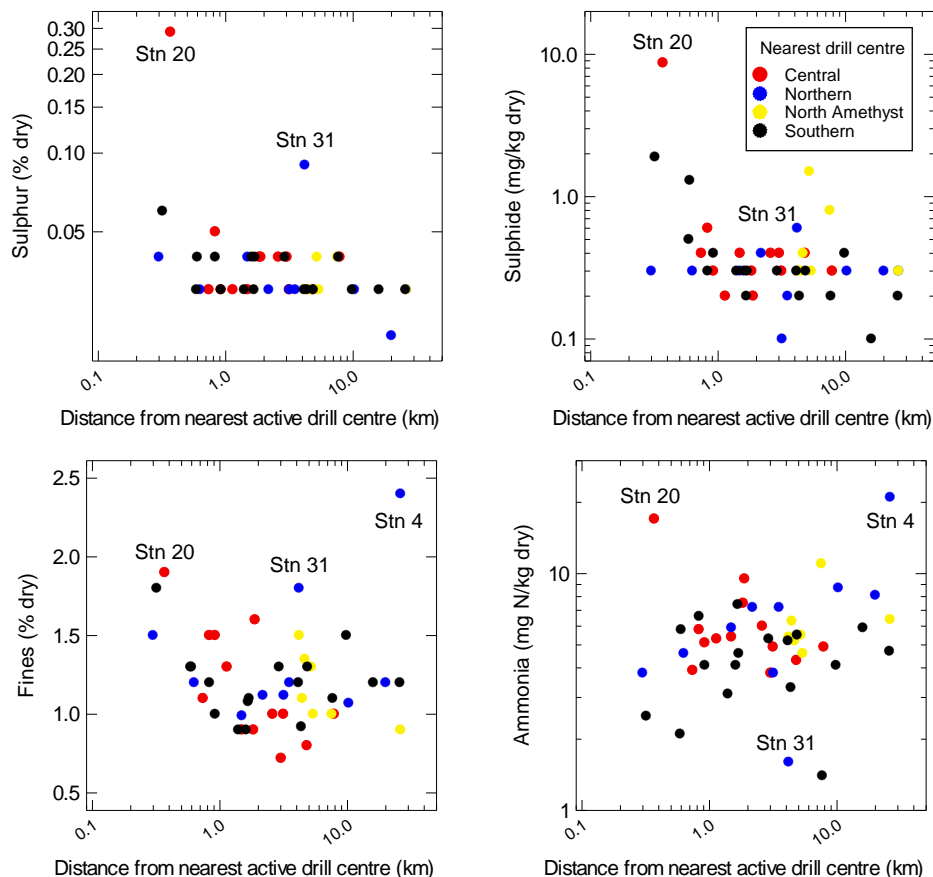 Sulphur (% dry)
0.30
0.25
0.20
0.15
0.10
0.05
Stn 20
Stn 31
0.1
1.0
10.0
Distance from nearest active drill centre (km)
Sulphide (mg/kg dry)
10.0
1.0
0.1
Stn 20
Stn 31
Nearest drill centre
Central
Northern
North Amethyst
Southern
0.1
1.0
10.0
Distance from nearest active drill centre (km)
Fines (% dry)
2.5
2.0
1.5
1.0
0.5
Stn 20
Stn 31
Stn 4
0.1
1.0
10.0
Distance from nearest active drill centre (km)
Ammonia (mg N/kg dry)
10
1
Stn 20
Stn 4
Stn 31
0.1
1.0
10.0
Distance from nearest active drill centre (km)